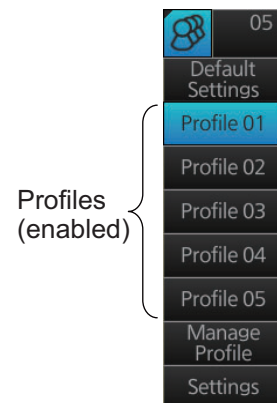 05
Default
Settings
Profile 01
Profile 02
Profiles
(enabled)
Profile 03
Profile 04
Profile 05
Manage
Profile
Settings